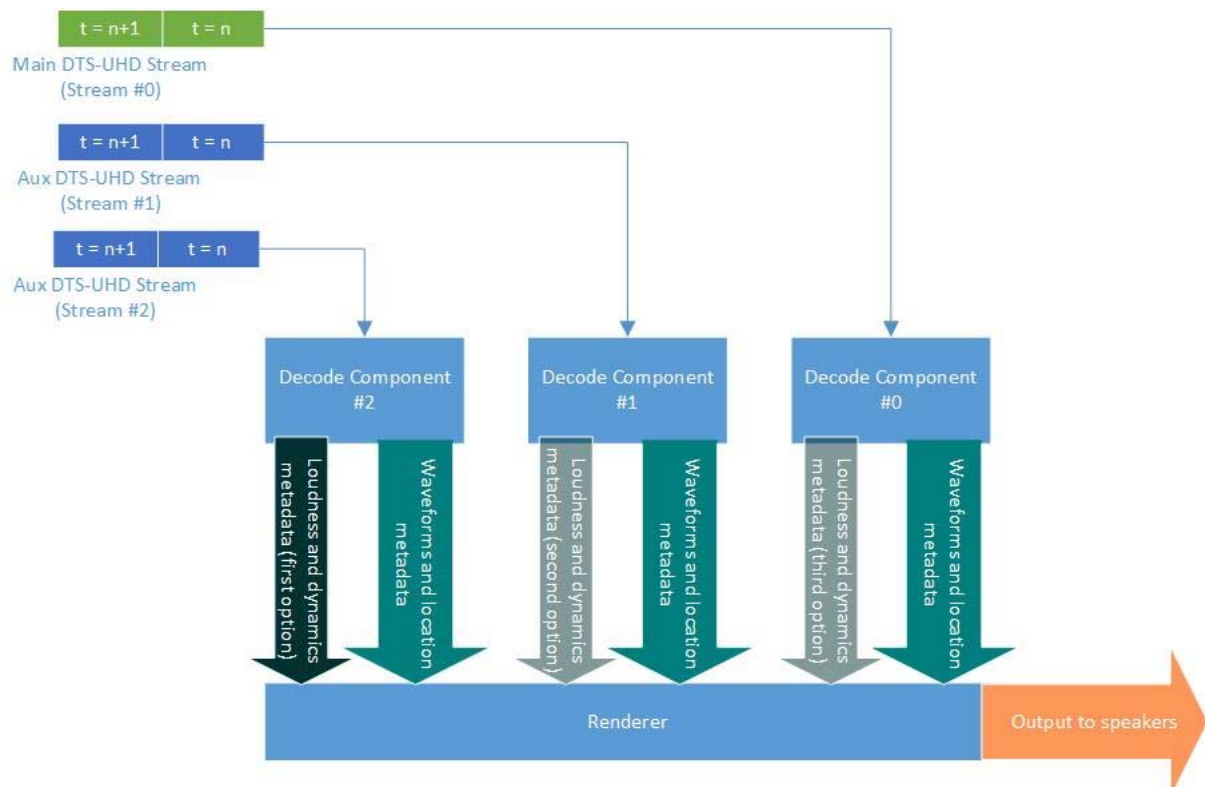 t = n+1 t = n
Main DTS-UHD Stream
(Stream #0)
t = n+1 t = n
Aux DTS-UHD Stream
(Stream #1)
t = n+1 t = n
Aux DTS-UHD Stream
(Stream #2)
Decode Component
#2
Decode Component
#1
Decode Component
#0
Loudness and dynamics
metadata (first option)
Waveforms and location
metadata
Loudness and dynamics
metadata (second option)
Waveforms and location
metadata
Loudness and dynamics
metadata (third option)
Waveforms and location
metadata
Renderer
Output to speakers